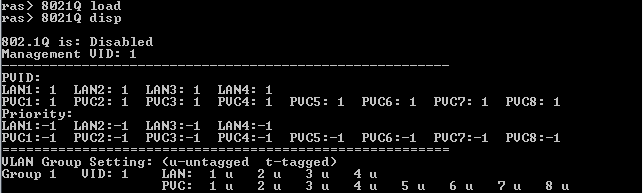 ras> 8021Q load
ras> 8021Q disp
802.1Q is: Disabled
Management VID: 1
PVID:
LAN1: 1 LAN2: 1 LAN3: 1 LAN4: 1
PVC1: 1 PVC2: 1 PVC3: 1 PVC4: 1 PVC5: 1 PVC6: 1 PVC7: 1 PVC8: 1
Priority:
LAN1:-1 LAN2:-1 LAN3:-1 LAN4:-1
PVC1:-1 PVC2:-1 PVC3:-1 PVC4:-1 PVC5:-1 PVC6:-1 PVC7:-1 PVC8:-1
VLAN Group Setting: (u-untagged t-tagged)
Group 1 VID: 1 LAN: 1 u 2 u 3 u 4 u
PVC: 1 u 2 u 3 u 4 u 5 u 6 u 7 u 8 u